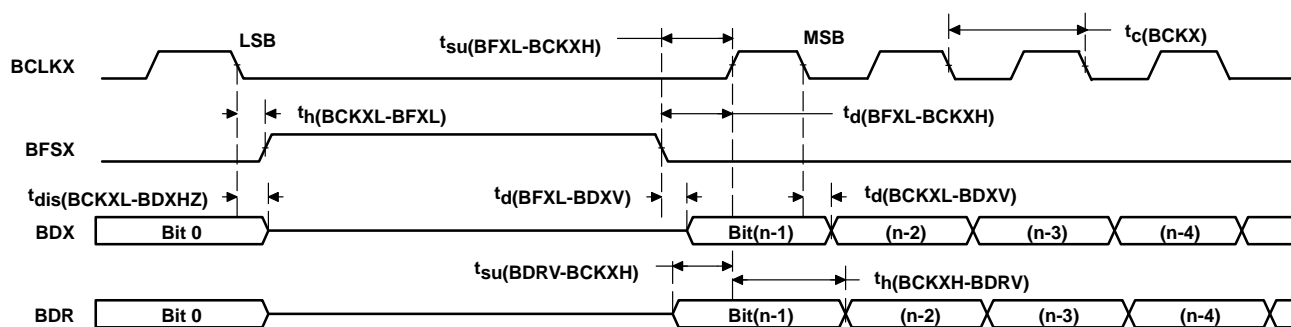 LSB
tsu(BFXL-BCKXH)
MSB
tc(BCKX)
BCLKX
th(BCKXL-BFXL)
td(BFXL-BCKXH)
BFSX
tdis(BCKXL-BDXHZ)
td(BFXL-BDXV)
td(BCKXL-BDXV)
BDX
Bit 0
Bit(n-1)
(n-2)
(n-3)
(n-4)
tsu(BDRV-BCKXH)
th(BCKXH-BDRV)
BDR
Bit 0
Bit(n-1)
(n-2)
(n-3)
(n-4)